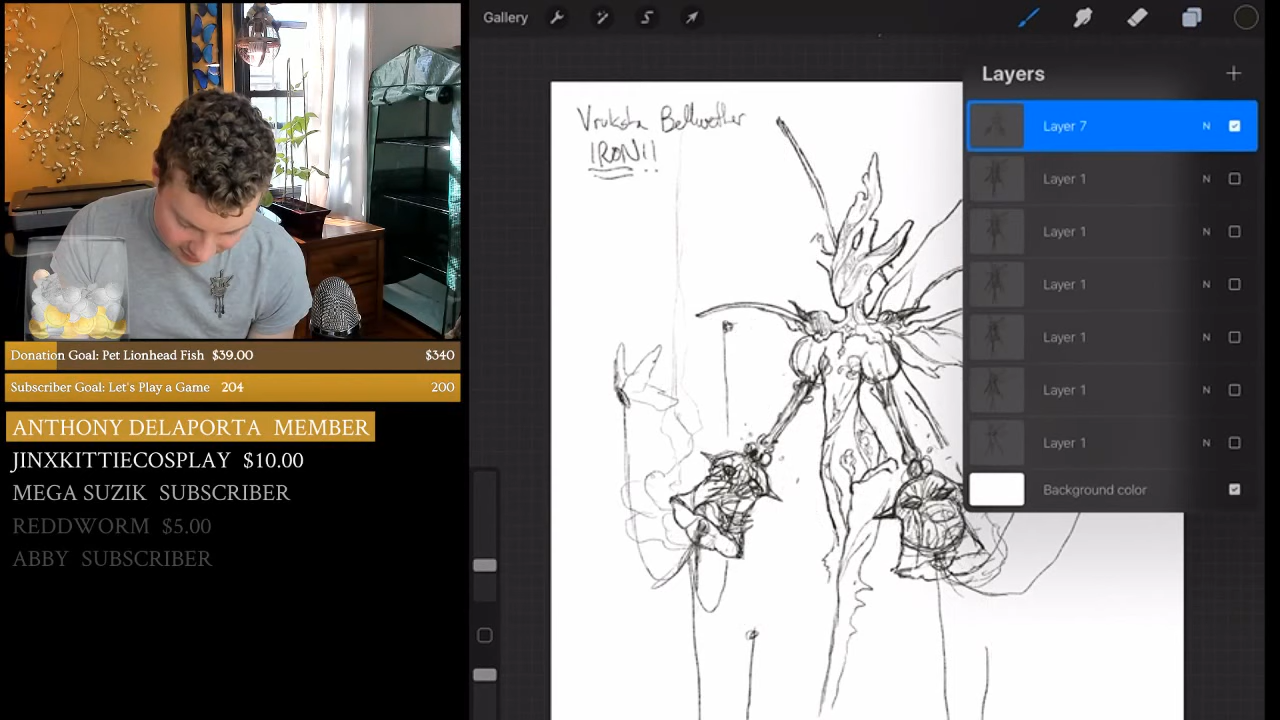 Gallery
Layers
Layer 7 N
Layer 1 N
Layer 1 N
Layer 1 N
Layer 1 N
Layer 1 N
Layer 1 N
Background color
Vruksha Bellwether
IRON!!
Donation Goal: Pet Lionhead Fish $39.00 $340
Subscriber Goal: Let's Play a Game 204 200
ANTHONY DELAPORTA MEMBER
JINXKITTIECOSPLAY $10.00
MEGA SUZIK SUBSCRIBER
REDDWORM $5.00
ABBY SUBSCRIBER